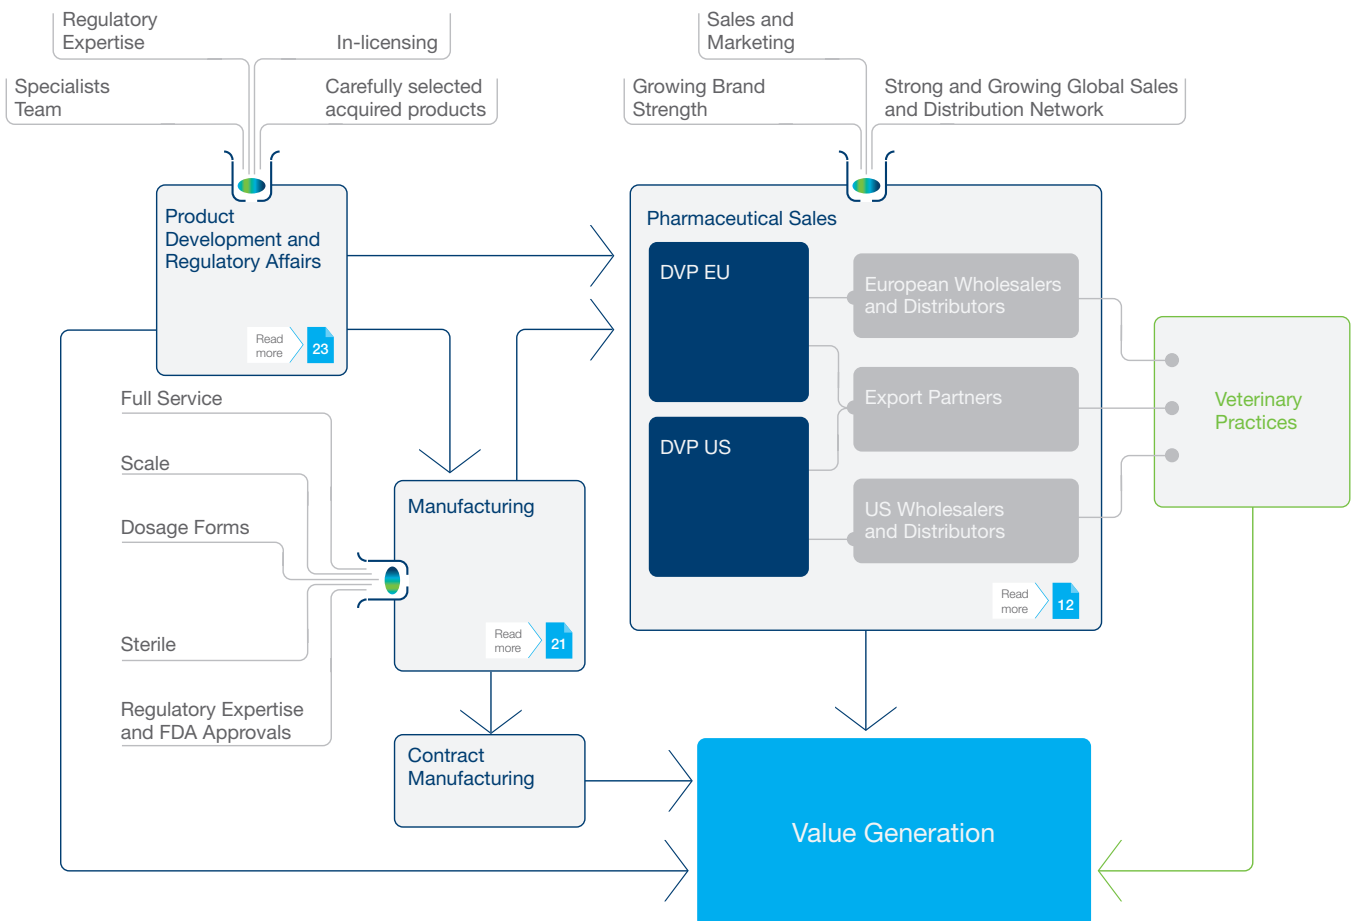 Regulatory
Expertise
In-licensing
Specialists
Team
Carefully selected
acquired products
Sales and
Marketing
Growing Brand
Strength
Strong and Growing Global Sales
and Distribution Network
Product
Development and
Regulatory Affairs
Read
more
23
Pharmaceutical Sales
DVP EU
European Wholesalers
and Distributors
Export Partners
DVP US
US Wholesalers
and Distributors
Read
more
12
Veterinary
Practices
Full Service
Scale
Dosage Forms
Sterile
Regulatory Expertise
and FDA Approvals
Manufacturing
Read
more
21
Contract
Manufacturing
Value Generation